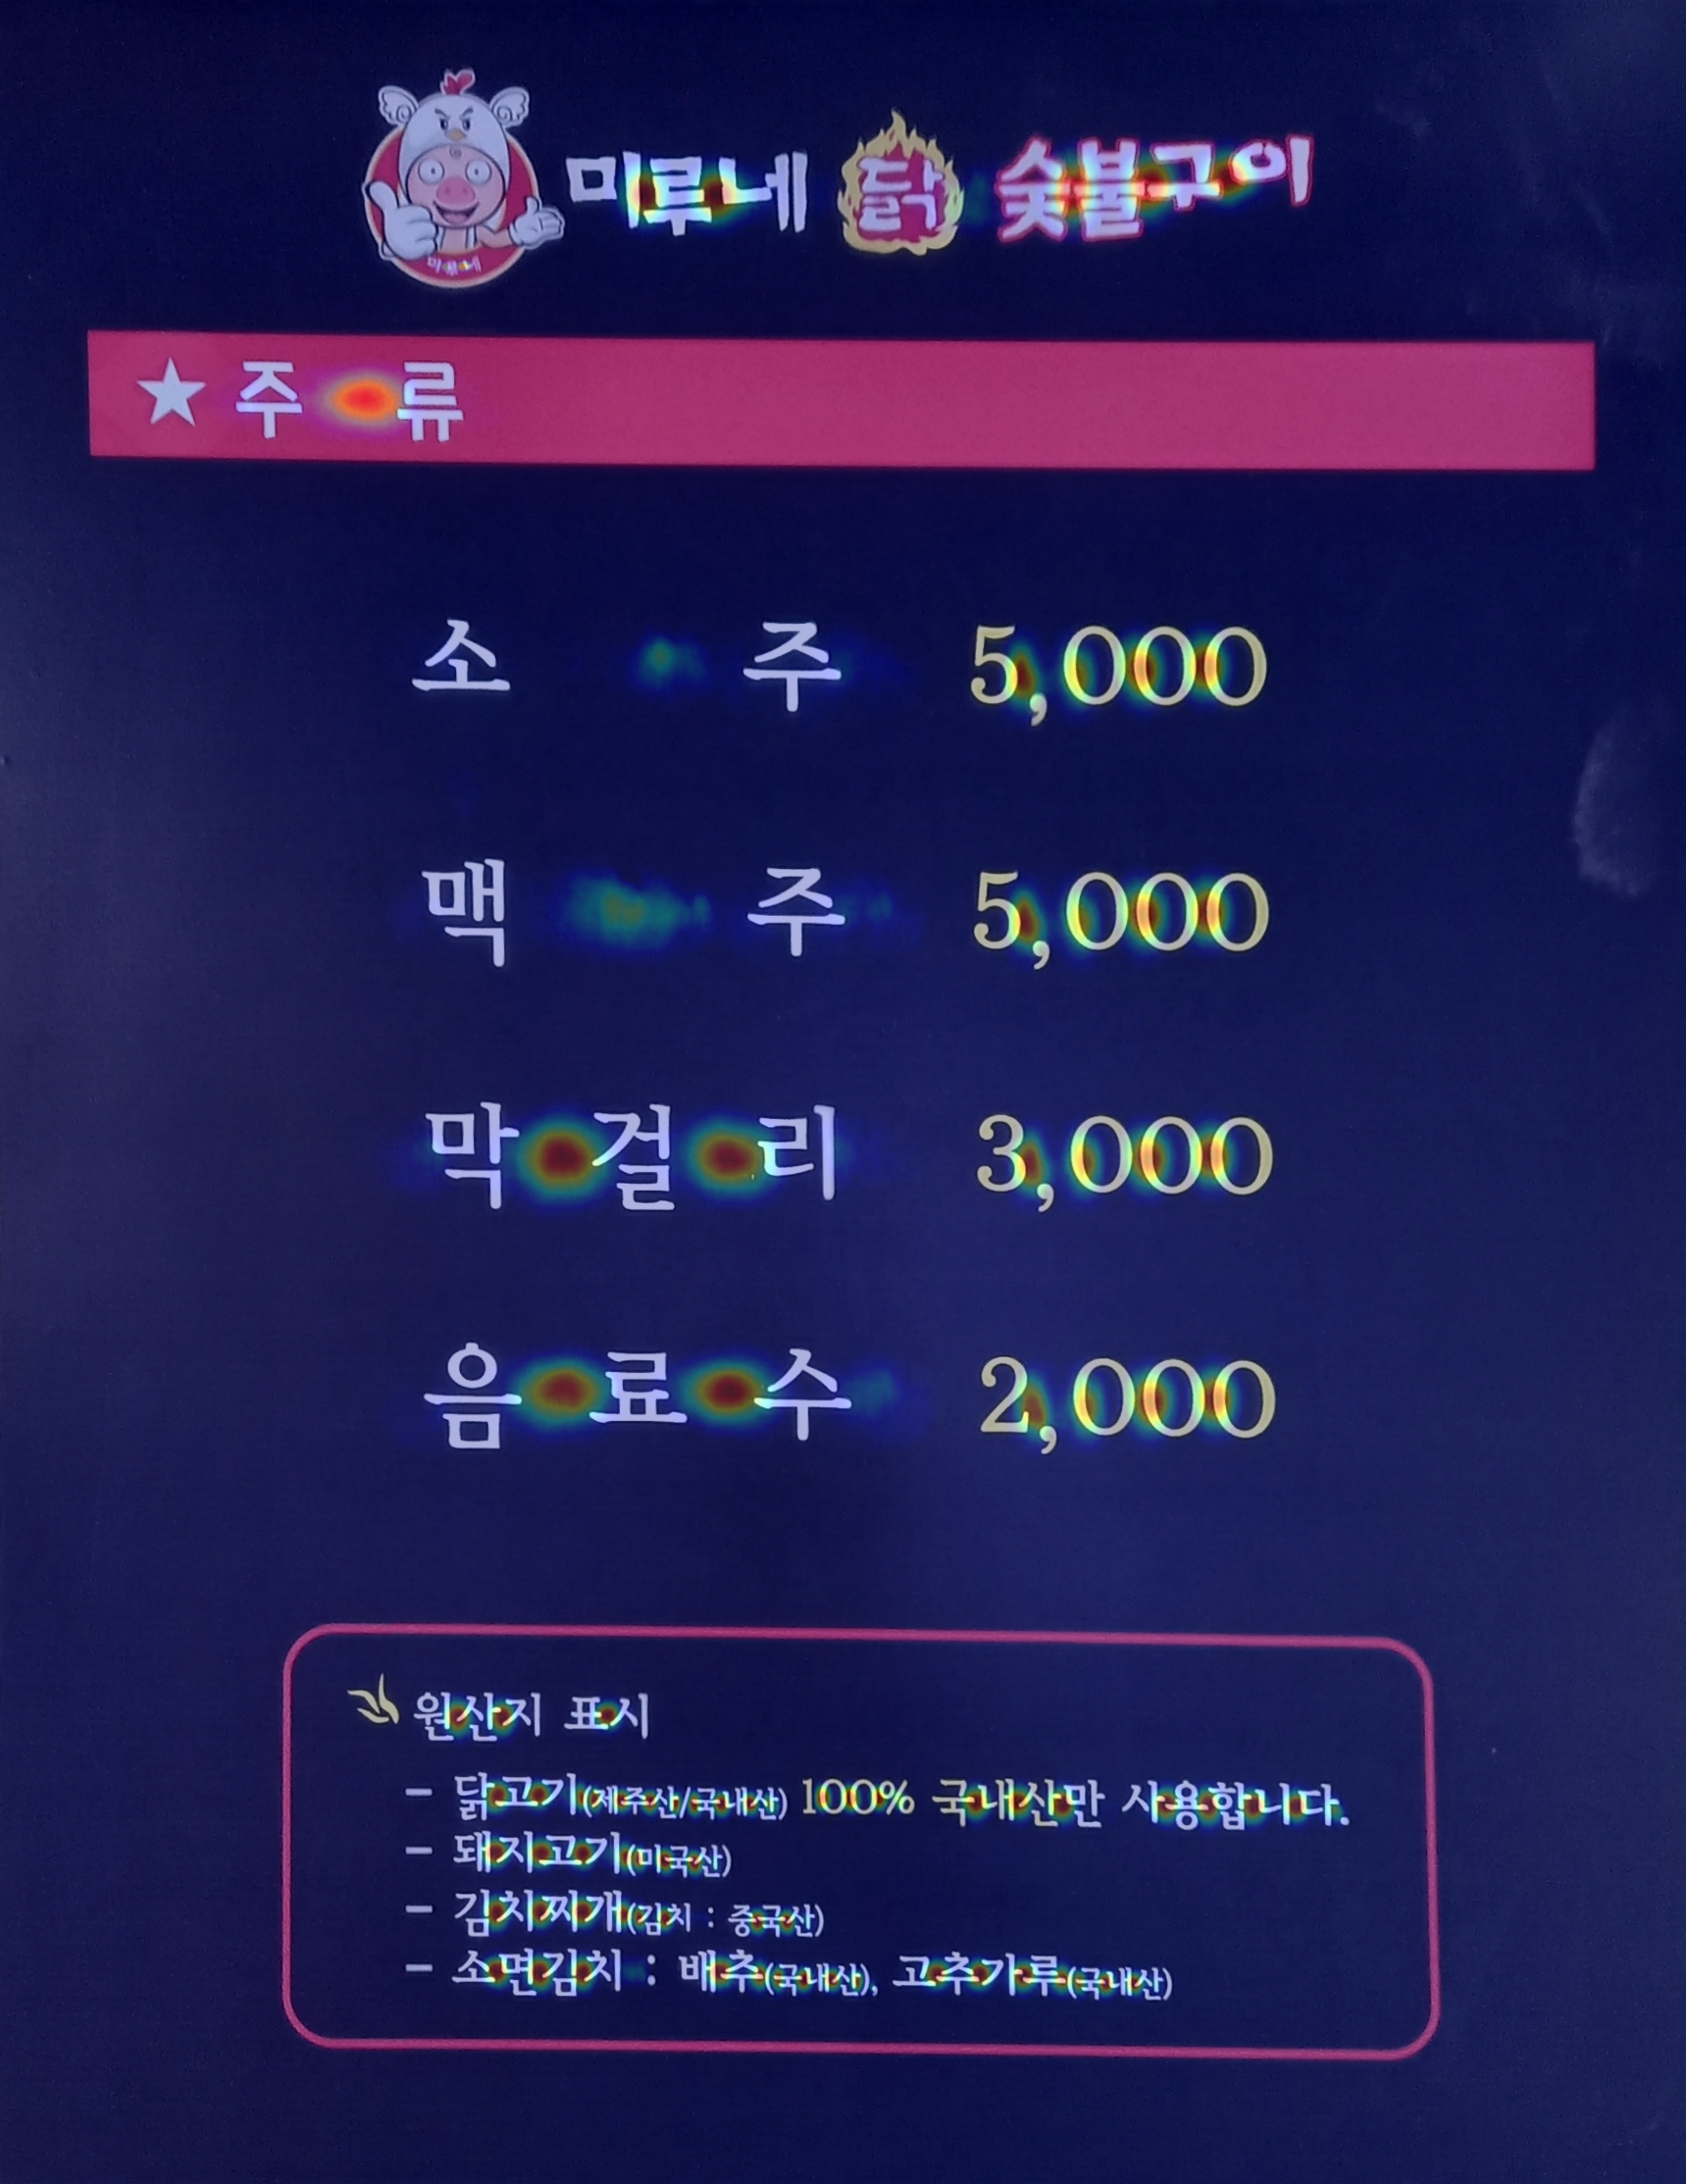 미루네 닭 숯불구이
미루네
★ 주 류
소 주 5,000
맥 주 5,000
막 걸 리 3,000
음 료 수 2,000
원산지 표시
- 닭고기(제주산/국내산) 100% 국내산만 사용합니다.
- 돼지고기(미국산)
- 김치찌개(김치 : 중국산)
- 소면김치 : 배추(국내산), 고추가루(국내산)